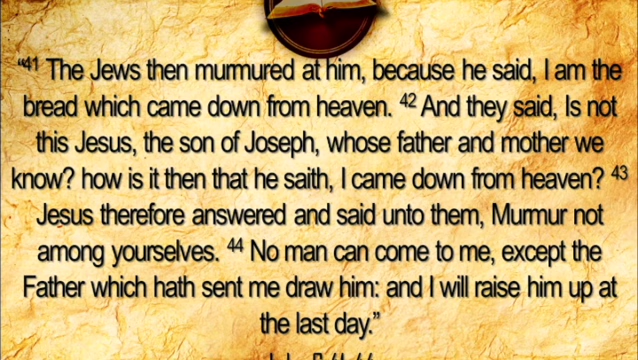 “41 The Jews then murmured at him, because he said, I am the
bread which came down from heaven. 42 And they said, Is not
this Jesus, the son of Joseph, whose father and mother we
know? how is it then that he saith, I came down from heaven? 43
Jesus therefore answered and said unto them, Murmur not
among yourselves. 44 No man can come to me, except the
Father which hath sent me draw him: and I will raise him up at
the last day.”